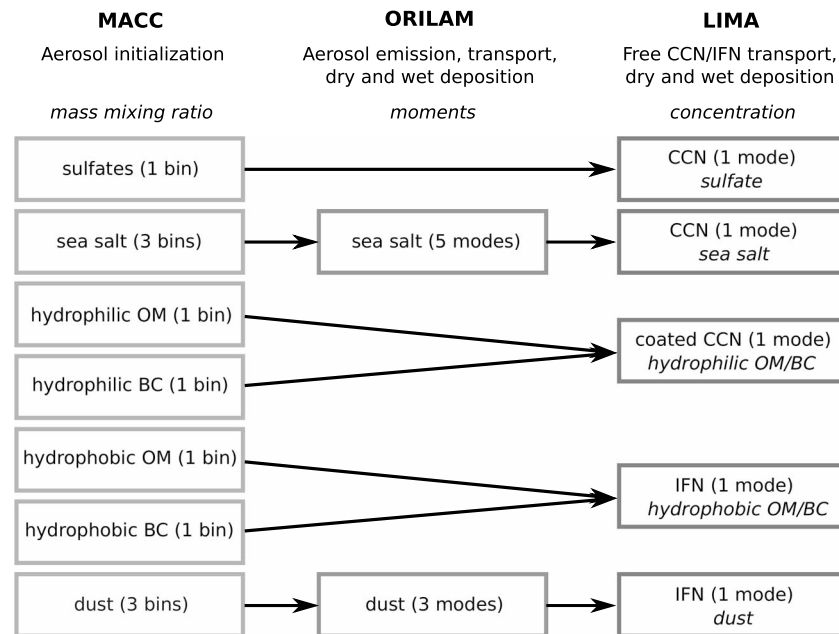 MACC
ORILAM
LIMA
Aerosol initialization
Aerosol emission, transport,
dry and wet deposition
Free CCN/IFN transport,
dry and wet deposition
mass mixing ratio
moments
concentration
sulfates (1 bin)
CCN (1 mode)
sulfate
sea salt (3 bins)
sea salt (5 modes)
CCN (1 mode)
sea salt
hydrophilic OM (1 bin)
hydrophilic BC (1 bin)
coated CCN (1 mode)
hydrophilic OM/BC
hydrophobic OM (1 bin)
hydrophobic BC (1 bin)
IFN (1 mode)
hydrophobic OM/BC
dust (3 bins)
dust (3 modes)
IFN (1 mode)
dust